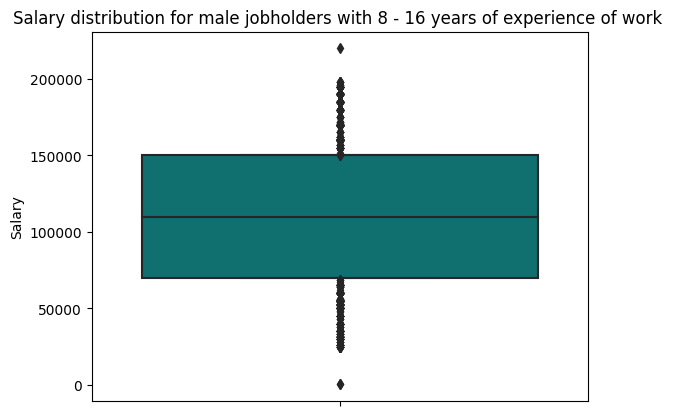 Salary distribution for male jobholders with 8 - 16 years of experience of work
200000
150000
100000
50000
0
Salary